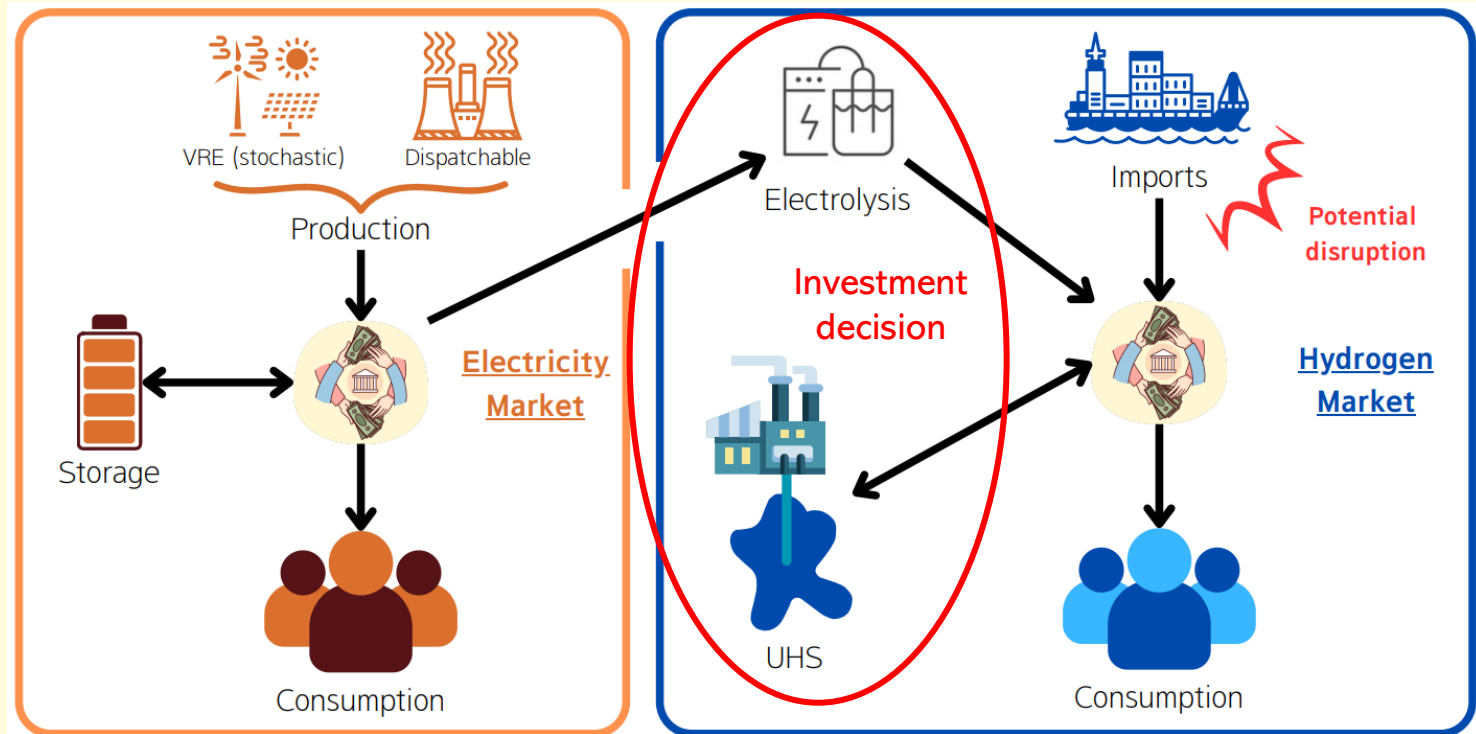 VRE (stochastic)
Dispatchable
Production
Storage
Electricity
Market
Consumption
Electrolysis
Investment
decision
UHS
Imports
Potential
disruption
Hydrogen
Market
Consumption